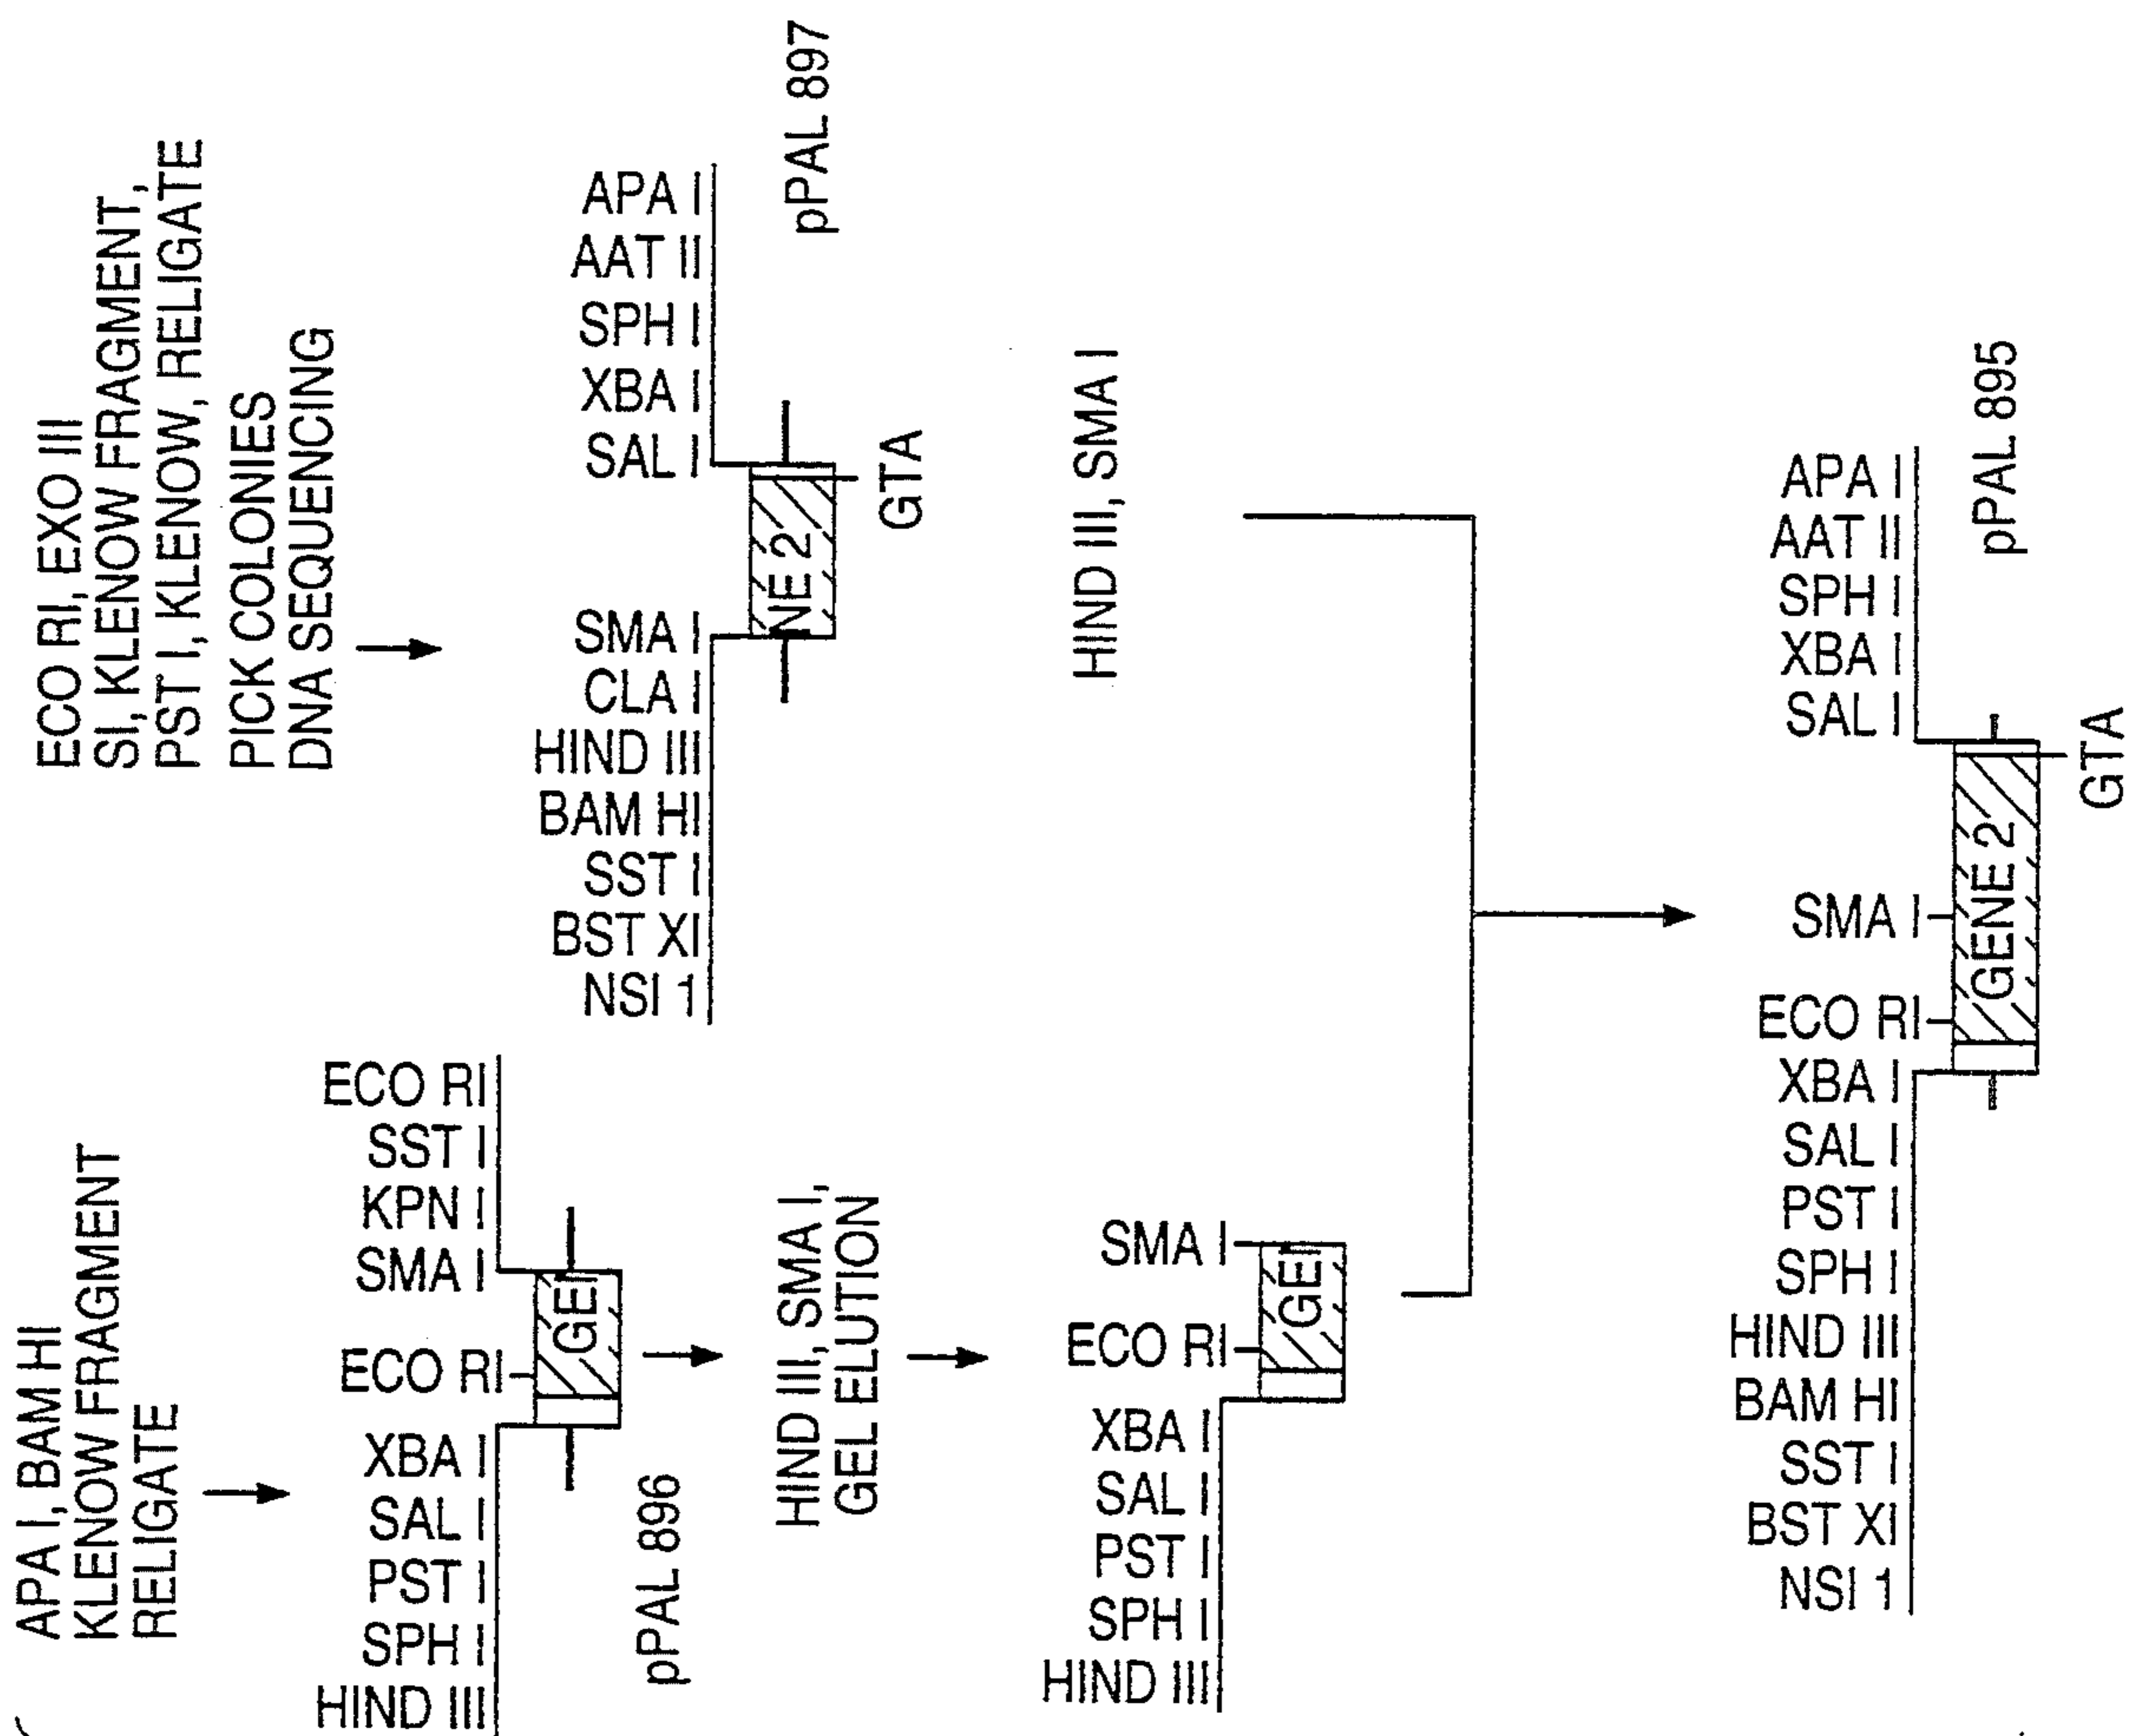 APA I, BAM HI
KLENOW FRAGMENT
RELIGATE
HIND III
SPH I
PST I
SAL I
XBA I
ECO RI
SMA I
KPN I
SST I
ECO RI
GEI
pPAL 896
HIND III, SMA I,
GEL ELUTION
HIND III
SPH I
PST I
SAL I
XBA I
ECO RI
SMA I
GEI
ECO RI, EXO III
SI, KLENOW FRAGMENT,
PST I, KLENOW, RELIGATE
PICK COLONIES
DNA SEQUENCING
NSI 1
BST XI
SST I
BAM HI
HIND III
CLA I
SMA I
SAL I
XBA I
SPH I
AAT II
APA I
NE 2
pPAL 897
GTA
HIND III, SMA I
NSI 1
BST XI
SST I
BAM HI
HIND III
SPH I
PST I
SAL I
XBA I
ECO RI
SMA I
SAL I
XBA I
SPH I
AAT II
APA I
GENE 2
pPAL 895
GTA